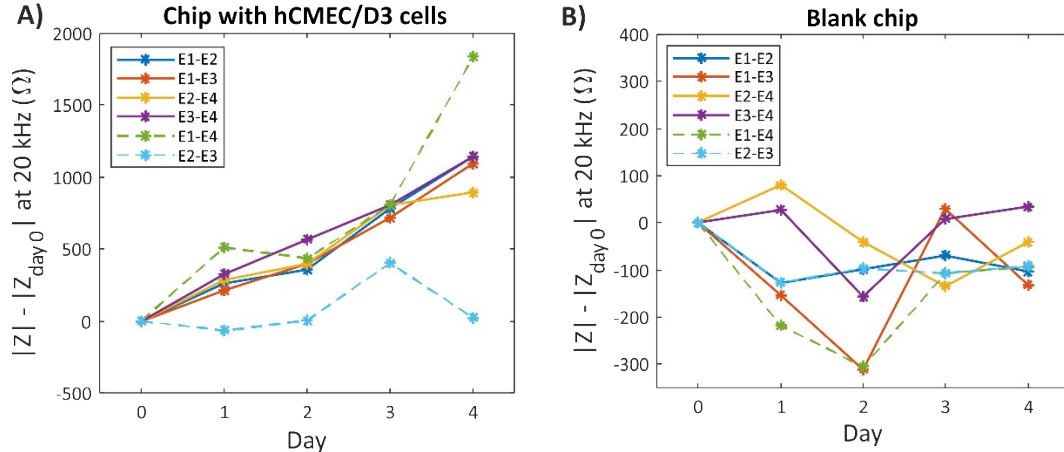 A)
Chip with hCMEC/D3 cells
|Z| - |Z_day 0| at 20 kHz (Ω)
2000
1500
1000
500
0
-500
E1-E2
E1-E3
E2-E4
E3-E4
E1-E4
E2-E3
0 1 2 3 4
Day
B)
Blank chip
|Z| - |Z_day 0| at 20 kHz (Ω)
400
300
200
100
0
-100
-200
-300
E1-E2
E1-E3
E2-E4
E3-E4
E1-E4
E2-E3
0 1 2 3 4
Day